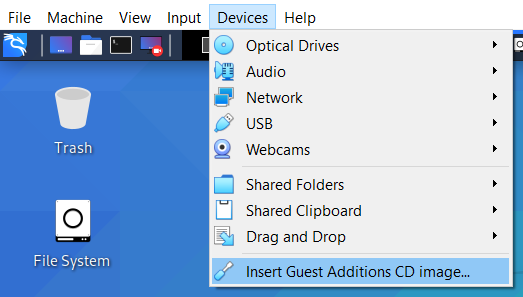 File Machine View Input Devices Help
Optical Drives
Audio
Network
USB
Webcams
Shared Folders
Shared Clipboard
Drag and Drop
Insert Guest Additions CD image...
Trash
File System